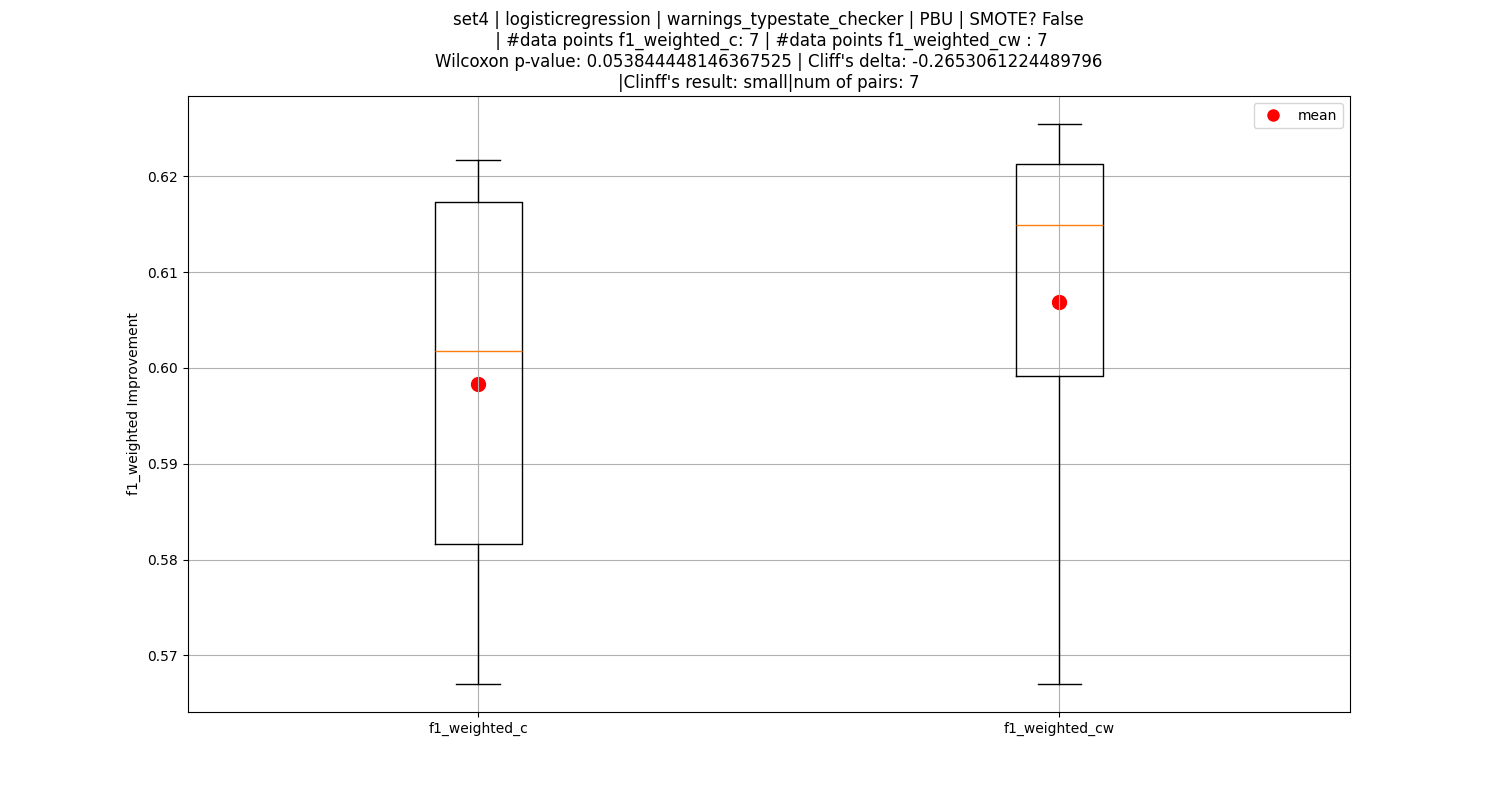 set4 | logisticregression | warnings_typestate_checker | PBU | SMOTE? False
| #data points f1_weighted_c: 7 | #data points f1_weighted_cw : 7
Wilcoxon p-value: 0.053844448146367525 | Cliff's delta: -0.2653061224489796
|Clinff's result: small|num of pairs: 7
mean
0.62
0.61
0.60
0.59
0.58
0.57
f1_weighted Improvement
f1_weighted_c
f1_weighted_cw